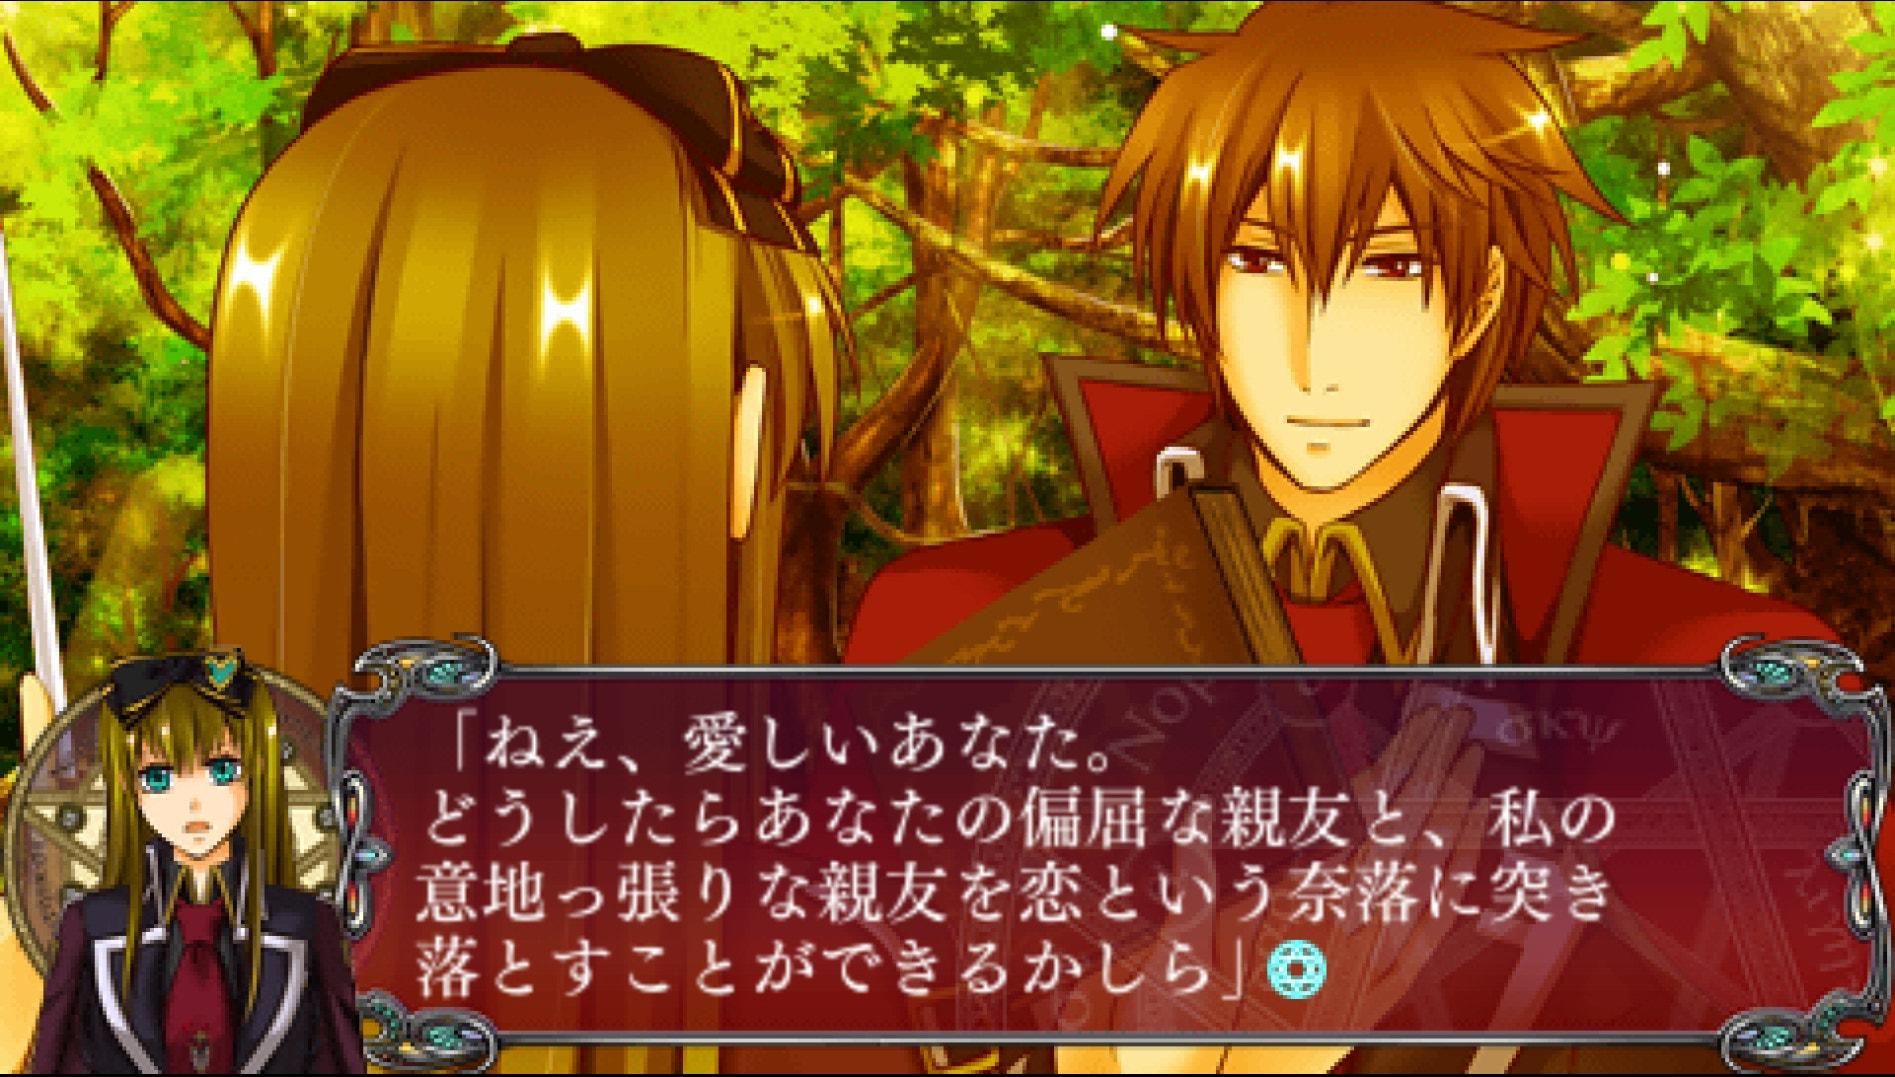 「ねえ、愛しいあなた。
どうしたらあなたの偏屈な親友と、私の
意地っ張りな親友を恋という奈落に突き
落とすことができるかしら」